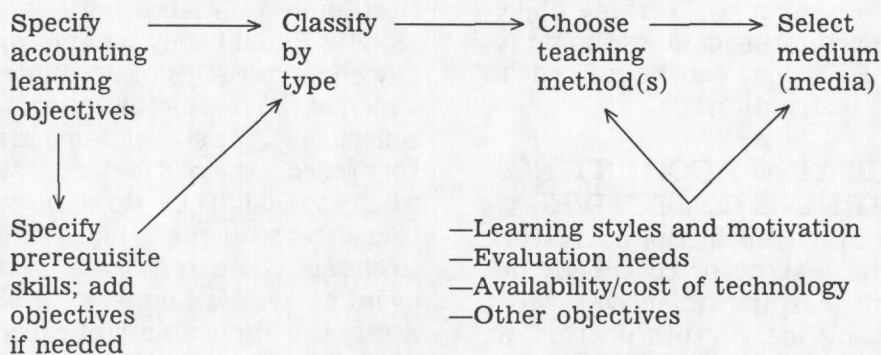 Specify
enabling
learning
objectives
Classify
by
type
Choose
teaching
method(s)
Select
medium
(media)
Specify
prerequisite
skills; add
objectives
if needed
—Learning styles and motivation
—Evaluation needs
—Availability/cost of technology
—Other objectives